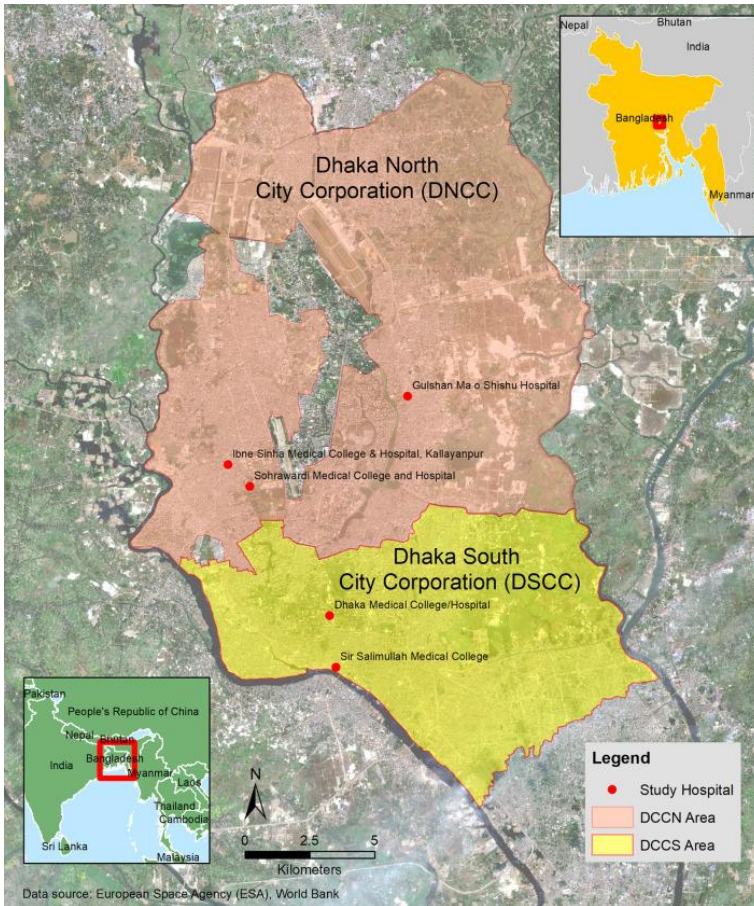 Nepal
Bhutan
India
Bangladesh
Myanmar
Dhaka North
City Corporation (DNCC)
Gulshan Ma o Shishu Hospital
Ibne Sinha Medical College & Hospital, Kallayanpur
Sohrawardi Medical College and Hospital
Dhaka South
City Corporation (DSCC)
Dhaka Medical College/Hospital
Sir Salimullah Medical College
Pakistan
People's Republic of China
Nepal
Bhutan
India
Bangladesh
Myanmar
Laos
Thailand
Cambodia
Sri Lanka
Malaysia
N
0 1.25 2.5 5
Kilometers
Legend
Study Hospital
DCCN Area
DCCS Area
Data source: European Space Agency (ESA), World Bank